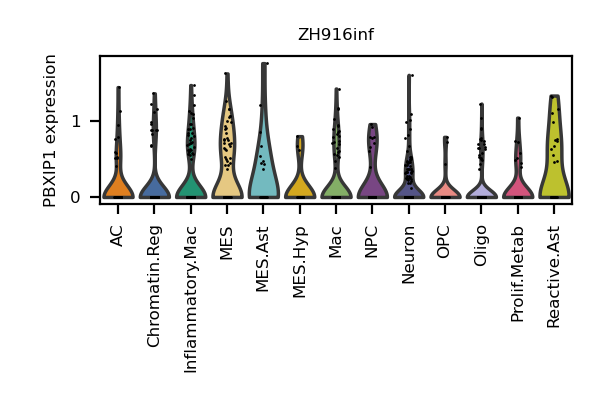 ZH916inf
PBXIP1 expression
1
0
AC
Chromatin.Reg
Inflammatory.Mac
MES
MES.Ast
MES.Hyp
Mac
NPC
Neuron
OPC
Oligo
Prolif.Metab
Reactive.Ast